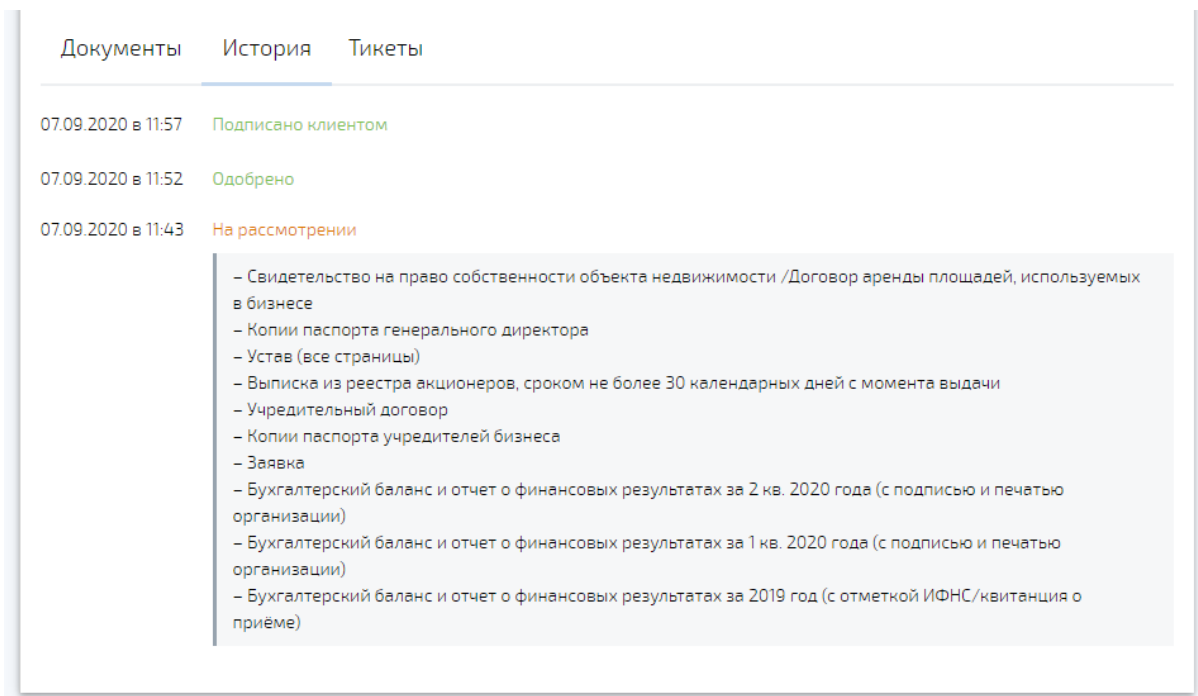 Документы История Тикеты
07.09.2020 в 11:57 Подписано клиентом
07.09.2020 в 11:52 Одобрено
07.09.2020 в 11:43 На рассмотрении
– Свидетельство на право собственности объекта недвижимости /Договор аренды площадей, используемых
в бизнесе
– Копии паспорта генерального директора
– Устав (все страницы)
– Выписка из реестра акционеров, сроком не более 30 календарных дней с момента выдачи
– Учредительный договор
– Копии паспорта учредителей бизнеса
– Заявка
– Бухгалтерский баланс и отчет о финансовых результатах за 2 кв. 2020 года (с подписью и печатью
организации)
– Бухгалтерский баланс и отчет о финансовых результатах за 1 кв. 2020 года (с подписью и печатью
организации)
– Бухгалтерский баланс и отчет о финансовых результатах за 2019 год (с отметкой ИФНС/квитанция о
приёме)